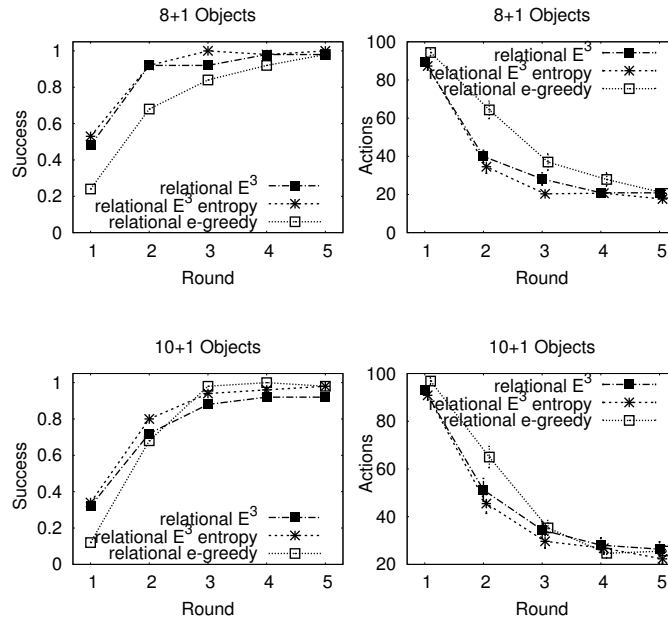 8+1 Objects
1
0.8
0.6
0.4
0.2
0
Success
relational E³
relational E³ entropy
relational e-greedy
1 2 3 4 5
Round
8+1 Objects
100
80
60
40
20
0
Actions
relational E³
relational E³ entropy
relational e-greedy
1 2 3 4 5
Round
10+1 Objects
1
0.8
0.6
0.4
0.2
0
Success
relational E³
relational E³ entropy
relational e-greedy
1 2 3 4 5
Round
10+1 Objects
100
80
60
40
20
Actions
relational E³
relational E³ entropy
relational e-greedy
1 2 3 4 5
Round